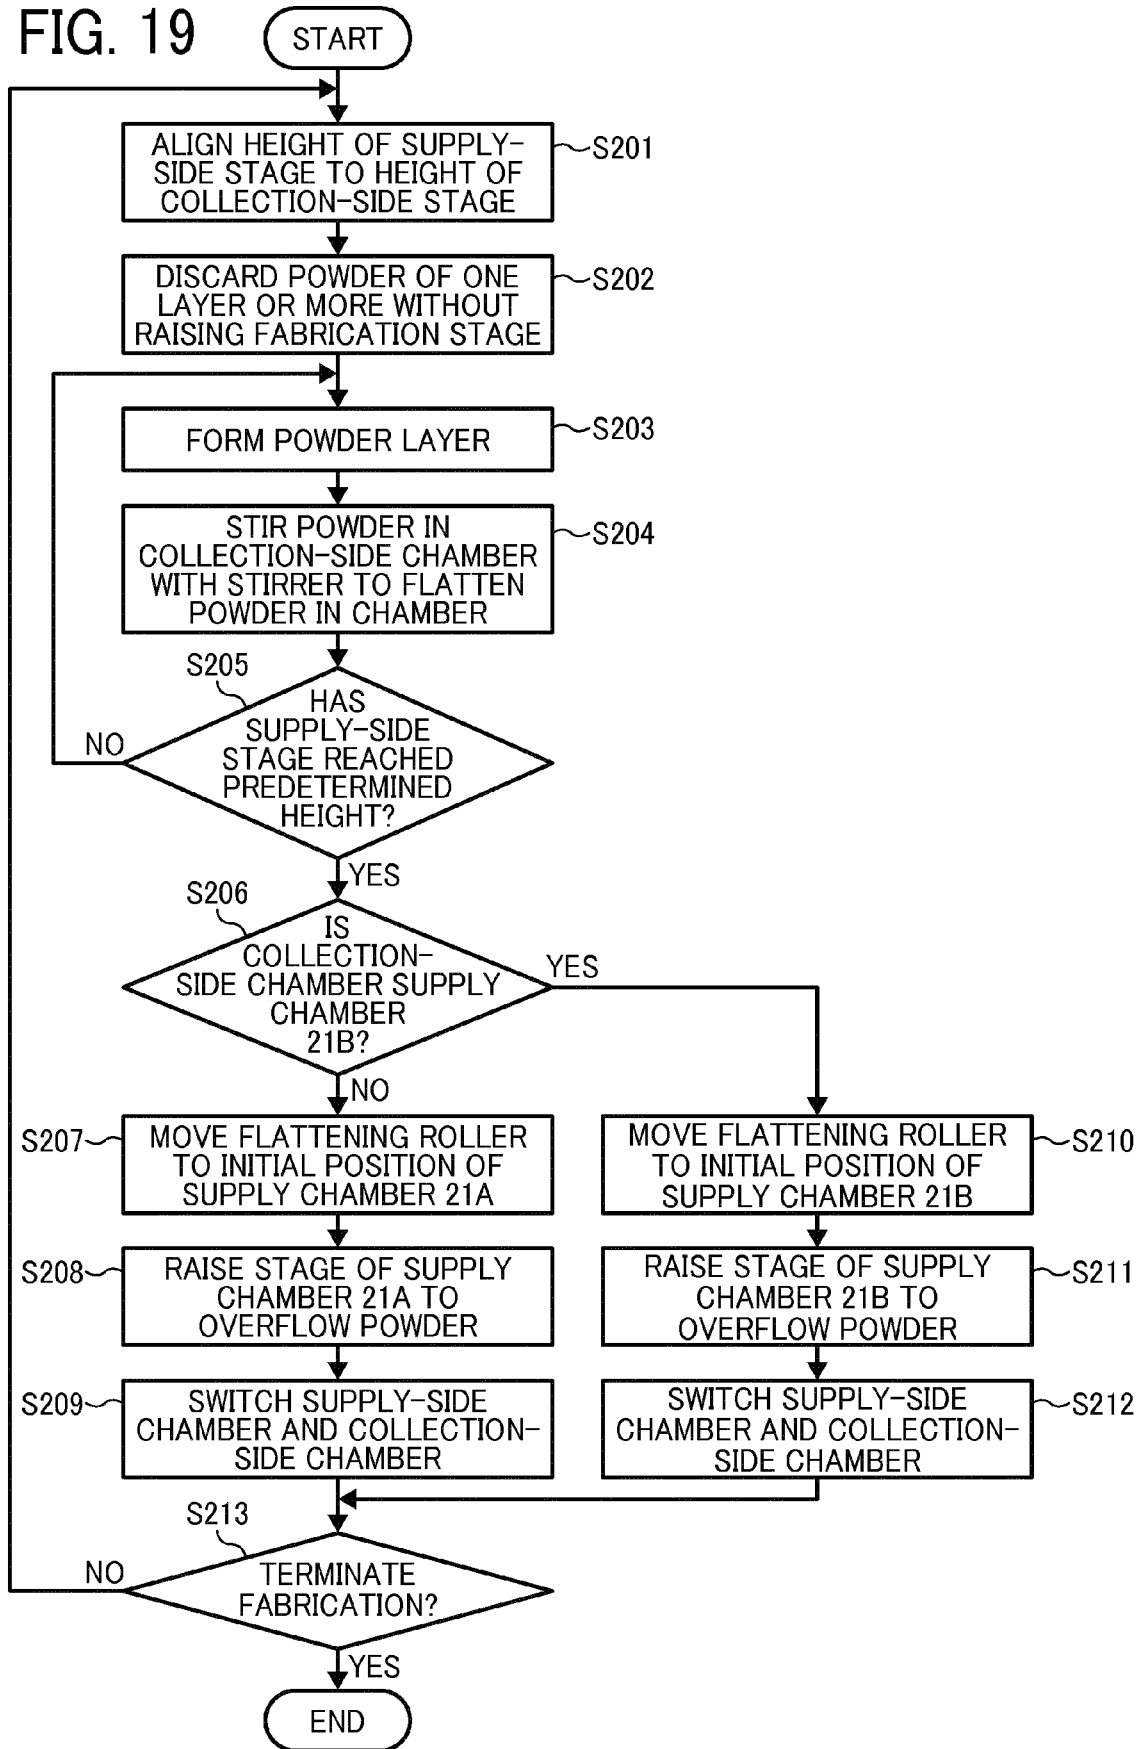 FIG. 19
START
ALIGN HEIGHT OF SUPPLY-
SIDE STAGE TO HEIGHT OF
COLLECTION-SIDE STAGE
S201
DISCARD POWDER OF ONE
LAYER OR MORE WITHOUT
RAISING FABRICATION STAGE
S202
FORM POWDER LAYER
S203
STIR POWDER IN
COLLECTION-SIDE CHAMBER
WITH STIRRER TO FLATTEN
POWDER IN CHAMBER
S204
S205
HAS
SUPPLY-SIDE
STAGE REACHED
PREDETERMINED
HEIGHT?
NO
YES
S206
IS
COLLECTION-
SIDE CHAMBER SUPPLY
CHAMBER
21B?
YES
NO
S207
MOVE FLATTENING ROLLER
TO INITIAL POSITION OF
SUPPLY CHAMBER 21A
MOVE FLATTENING ROLLER
TO INITIAL POSITION OF
SUPPLY CHAMBER 21B
S210
S208
RAISE STAGE OF SUPPLY
CHAMBER 21A TO
OVERFLOW POWDER
RAISE STAGE OF SUPPLY
CHAMBER 21B TO
OVERFLOW POWDER
S211
S209
SWITCH SUPPLY-SIDE
CHAMBER AND COLLECTION-
SIDE CHAMBER
SWITCH SUPPLY-SIDE
CHAMBER AND COLLECTION-
SIDE CHAMBER
S212
S213
TERMINATE
FABRICATION?
NO
YES
END